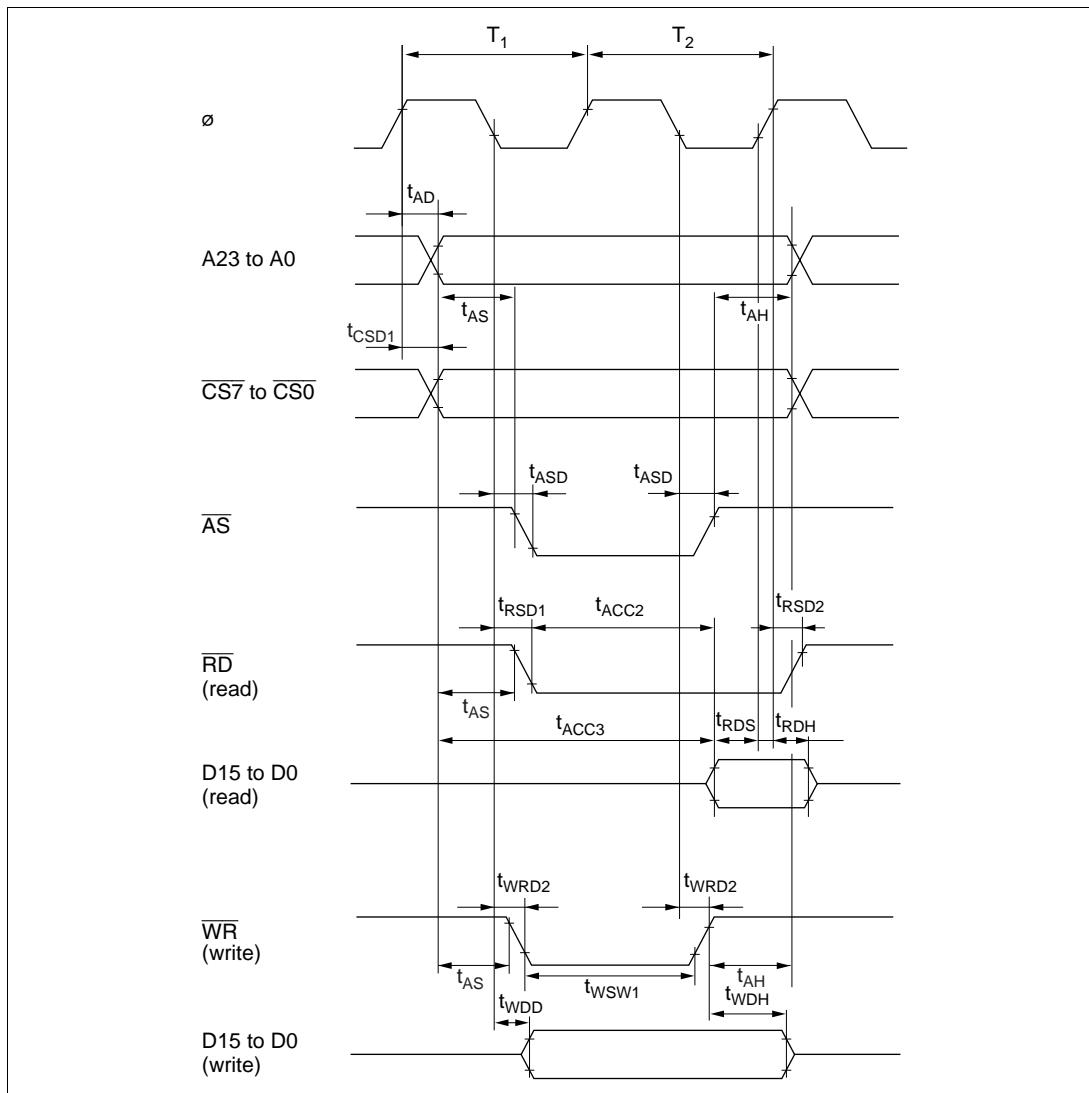 T1 T2
ø
tAD
A23 to A0
tAS tAH
tCSD1
CS7 to CS0
tASD tASD
AS
tRSD1 tACC2 tRSD2
RD
(read)
tAS
tACC3 tRDS tRDH
D15 to D0
(read)
tWRD2 tWRD2
WR
(write)
tAS tWSW1 tAH
tWDD tWDH
D15 to D0
(write)